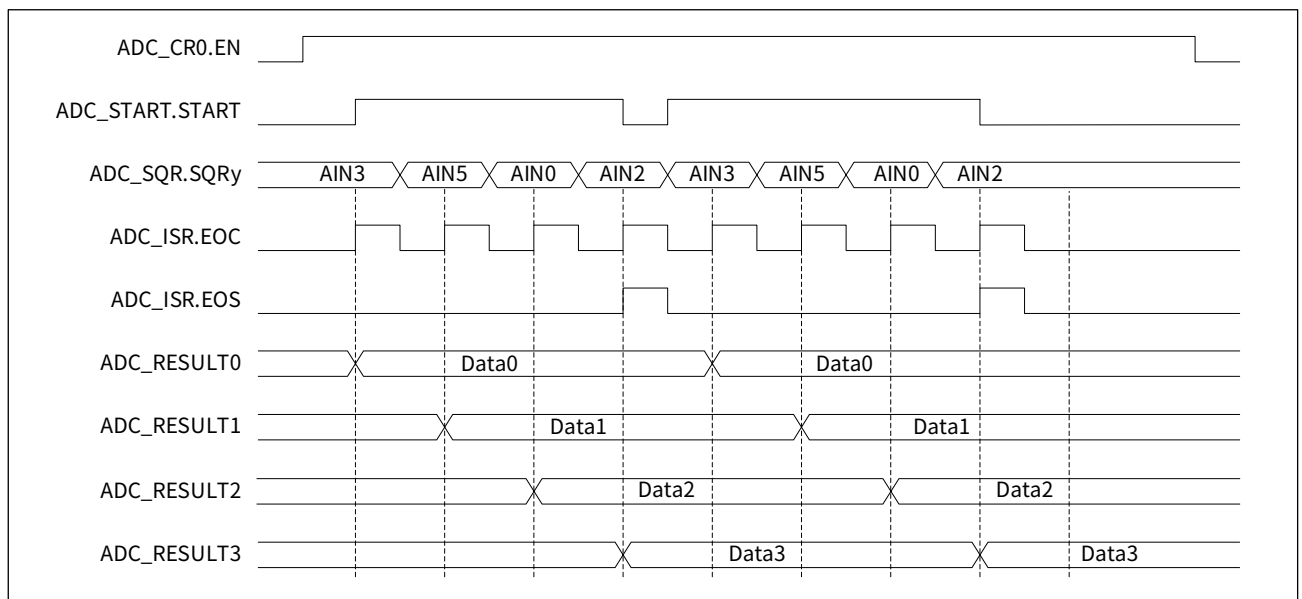 ADC_CR0.EN
ADC_START.START
ADC_SQR.SQRy AIN3 AIN5 AIN0 AIN2 AIN3 AIN5 AIN0 AIN2
ADC_ISR.EOC
ADC_ISR.EOS
ADC_RESULT0 Data0 Data0
ADC_RESULT1 Data1 Data1
ADC_RESULT2 Data2 Data2
ADC_RESULT3 Data3 Data3